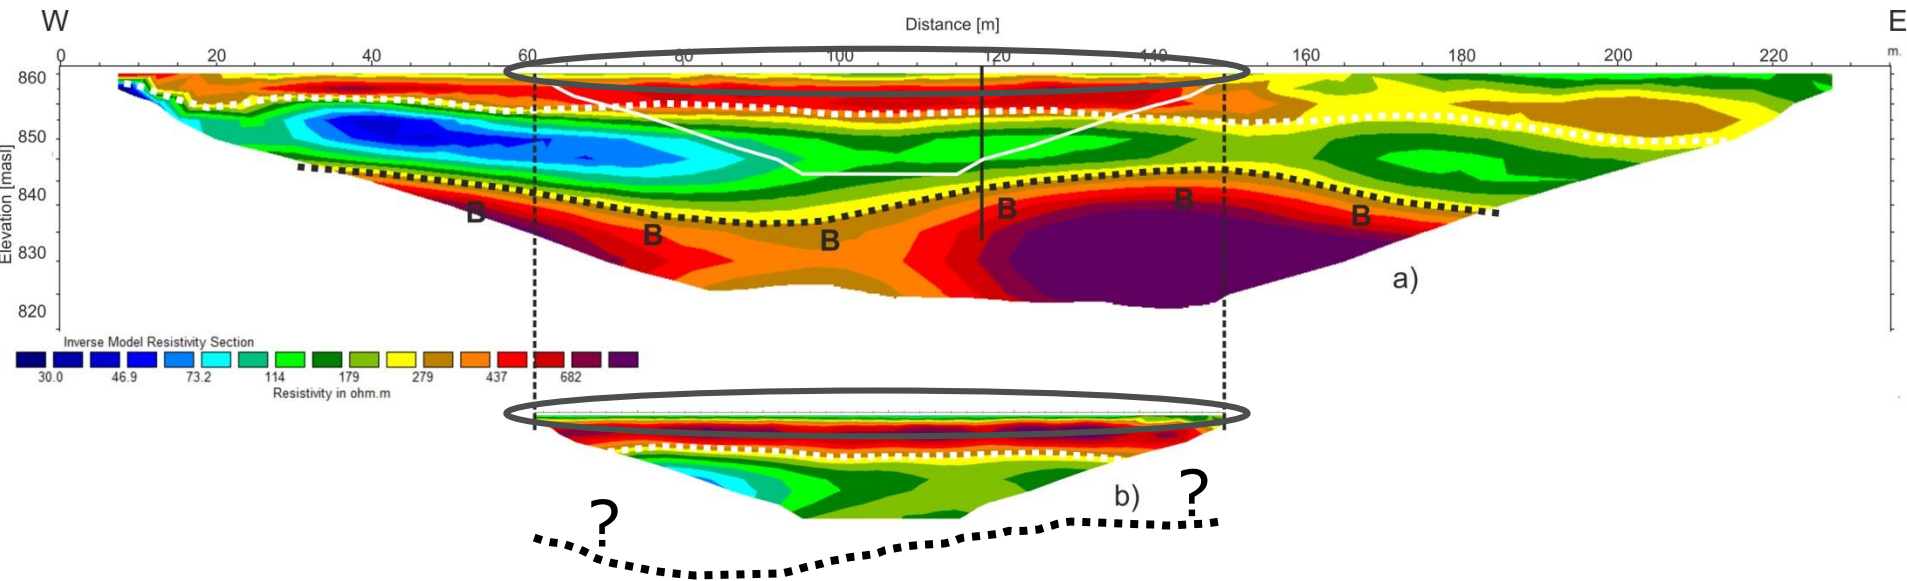 W Distance [m] E
0 20 40 60 80 100 120 140 160 180 200 220 m.
860
850
840
830
820
Elevation [masl]
B B B B B B
a)
Inverse Model Resistivity Section
30.0 46.9 73.2 114 179 279 437 682
Resistivity in ohm.m
b)
? ?